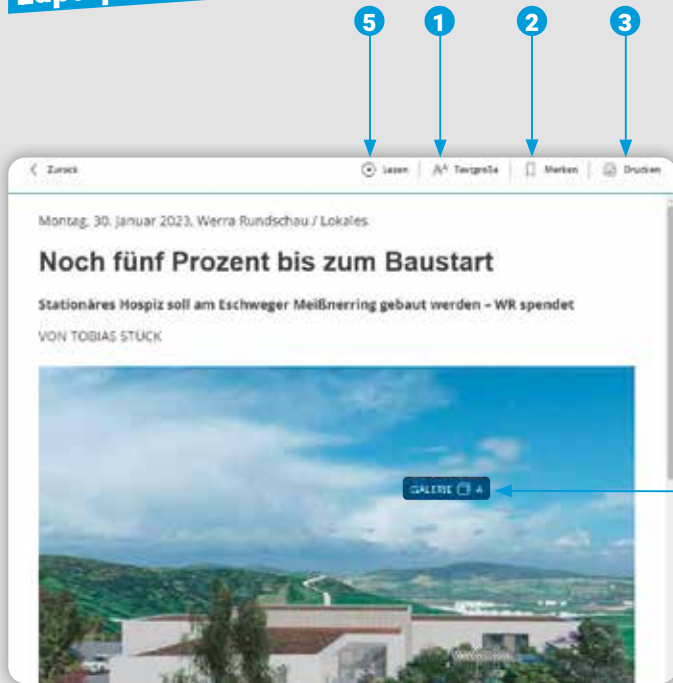 5 1 2 3
Zurück Lesen Textgröße Merken Drucken
Montag, 30. Januar 2023, Werra Rundschau / Lokales
Noch fünf Prozent bis zum Baustart
Stationäres Hospiz soll am Eschweger Meißnerring gebaut werden – WR spendet
VON TOBIAS STÜCK
GALERIE 4